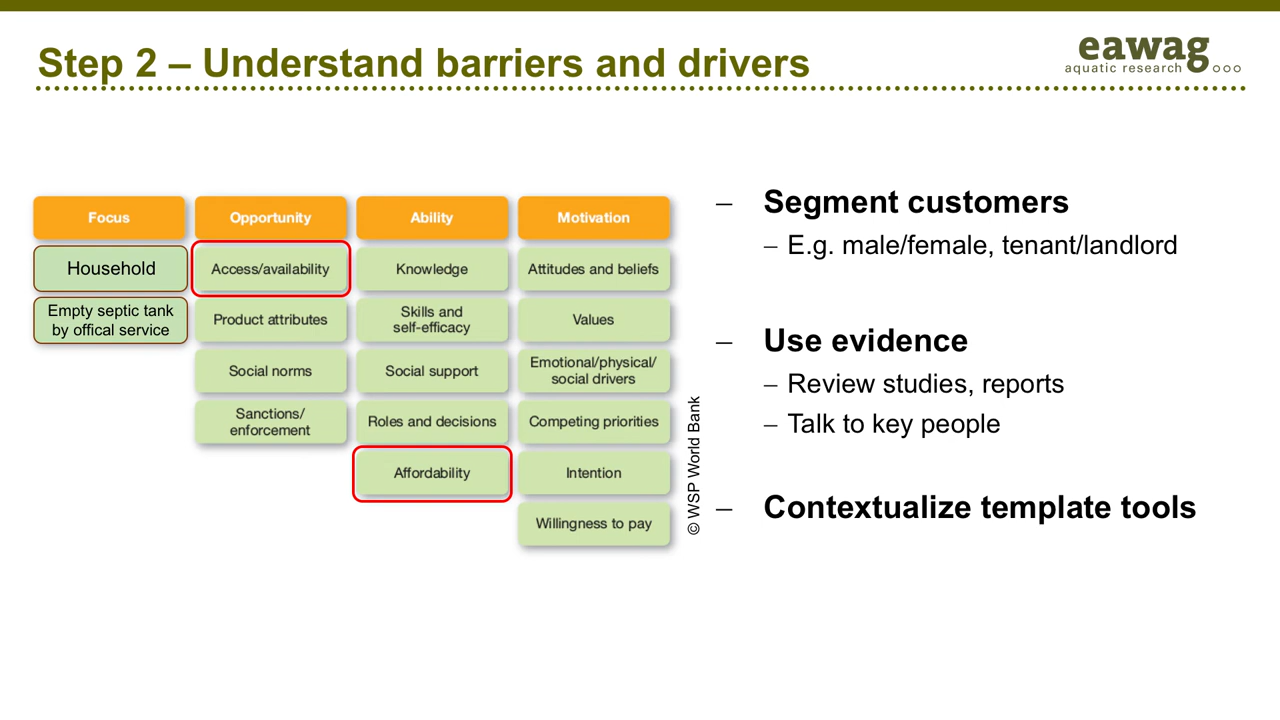 Step 2 – Understand barriers and drivers
eawag
aquatic research
Focus
Opportunity
Ability
Motivation
Household
Access/availability
Knowledge
Attitudes and beliefs
Empty septic tank
by offical service
Product attributes
Skills and
self-efficacy
Values
Social norms
Social support
Emotional/physical/
social drivers
Sanctions/
enforcement
Roles and decisions
Competing priorities
Affordability
Intention
Willingness to pay
© WSP World Bank
– Segment customers
– E.g. male/female, tenant/landlord
– Use evidence
– Review studies, reports
– Talk to key people
– Contextualize template tools